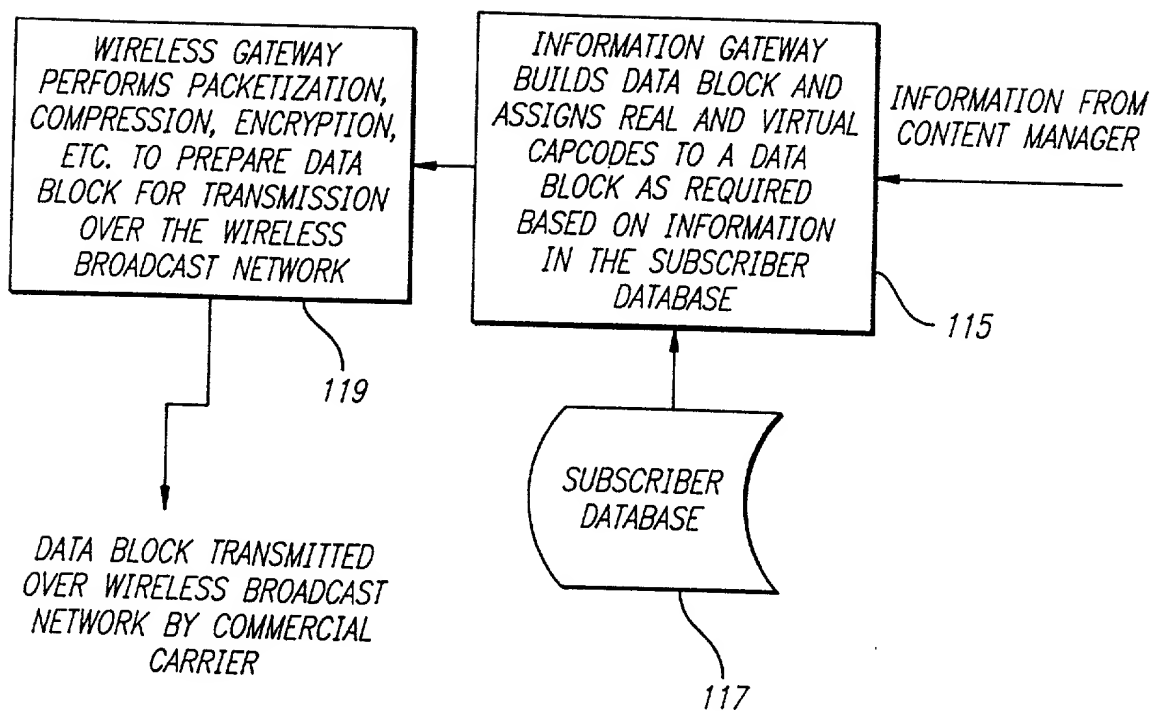 WIRELESS GATEWAY
PERFORMS PACKETIZATION,
COMPRESSION, ENCRYPTION,
ETC. TO PREPARE DATA
BLOCK FOR TRANSMISSION
OVER THE WIRELESS
BROADCAST NETWORK
119
INFORMATION GATEWAY
BUILDS DATA BLOCK AND
ASSIGNS REAL AND VIRTUAL
CAPCODES TO A DATA
BLOCK AS REQUIRED
BASED ON INFORMATION
IN THE SUBSCRIBER
DATABASE
115
INFORMATION FROM
CONTENT MANAGER
SUBSCRIBER
DATABASE
117
DATA BLOCK TRANSMITTED
OVER WIRELESS BROADCAST
NETWORK BY COMMERCIAL
CARRIER